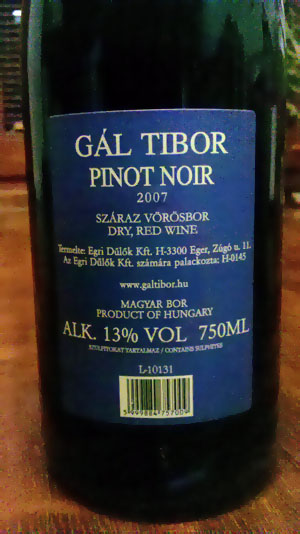 GÁL TIBOR
PINOT NOIR
2007
SZÁRAZ VÖRÖSBOR
DRY, RED WINE
Termelte: Egri Dűlők Kft. H-3300 Eger, Zúgó u. 11.
Az Egri Dűlők Kft. számára palackozta: H-0145
www.galtibor.hu
MAGYAR BOR
PRODUCT OF HUNGARY
ALK. 13% VOL 750ML
SZULFITOKAT TARTALMAZ / CONTAINS SULPHITES
L-10131